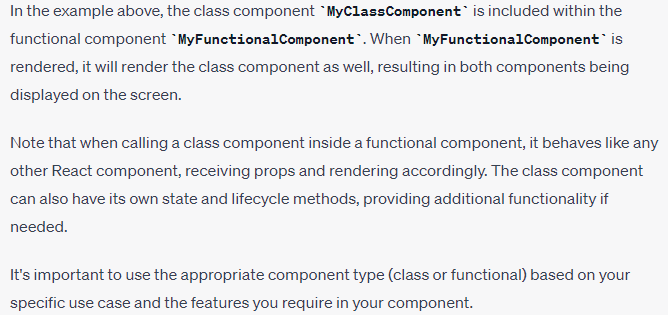 In the example above, the class component `MyClassComponent` is included within the
functional component `MyFunctionalComponent`. When `MyFunctionalComponent` is
rendered, it will render the class component as well, resulting in both components being
displayed on the screen.
Note that when calling a class component inside a functional component, it behaves like any
other React component, receiving props and rendering accordingly. The class component
can also have its own state and lifecycle methods, providing additional functionality if
needed.
It's important to use the appropriate component type (class or functional) based on your
specific use case and the features you require in your component.